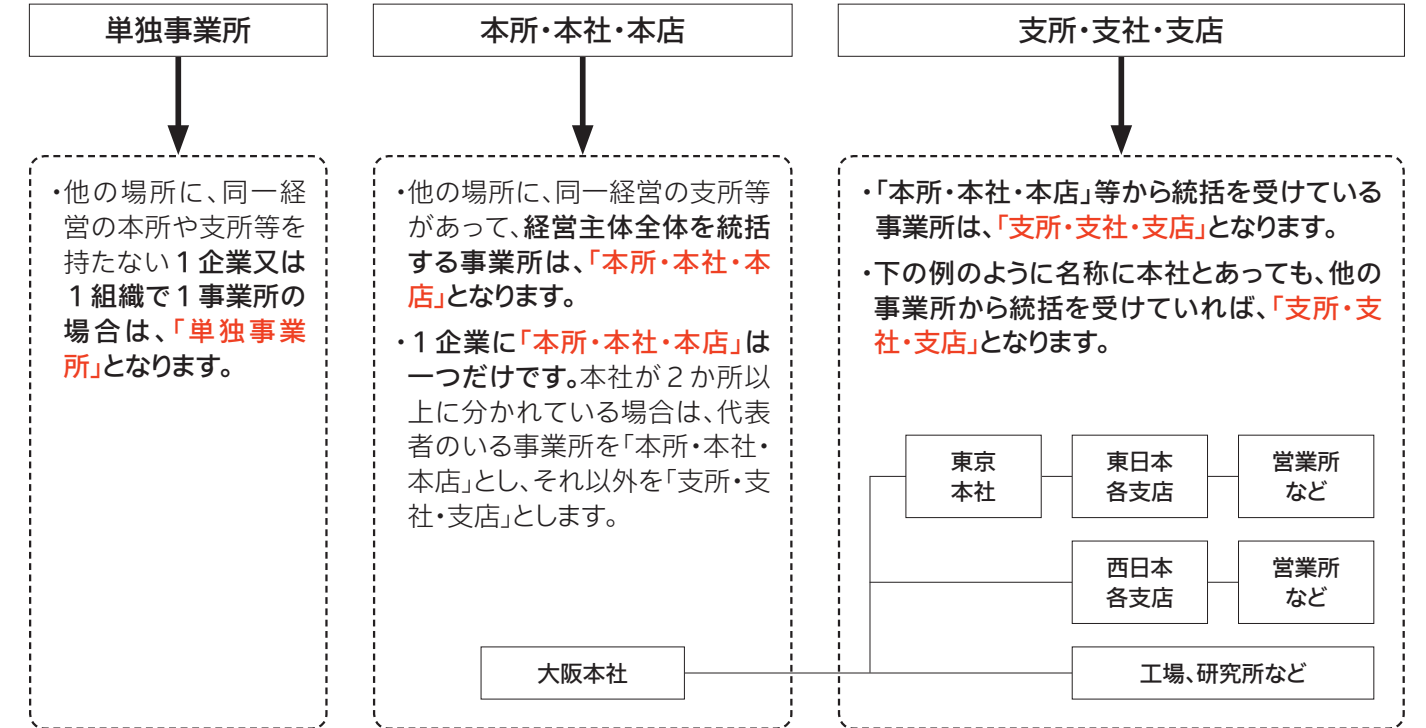 単独事業所
本所・本社・本店
支所・支社・支店
・他の場所に、同一経
営の本所や支所等を
持たない１企業又は
１組織で１事業所の
場合は、「単独事業
所」となります。
・他の場所に、同一経営の支所等
があって、経営主体全体を統括
する事業所は、「本所・本社・本
店」となります。
・１企業に「本所・本社・本店」は
一つだけです。本社が２か所以
上に分かれている場合は、代表
者のいる事業所を「本所・本社・
本店」とし、それ以外を「支所・支
社・支店」とします。
・「本所・本社・本店」等から統括を受けている
事業所は、「支所・支社・支店」となります。
・下の例のように名称に本社とあっても、他の
事業所から統括を受けていれば、「支所・支
社・支店」となります。
東京
本社
東日本
各支店
営業所
など
西日本
各支店
営業所
など
大阪本社
工場、研究所など